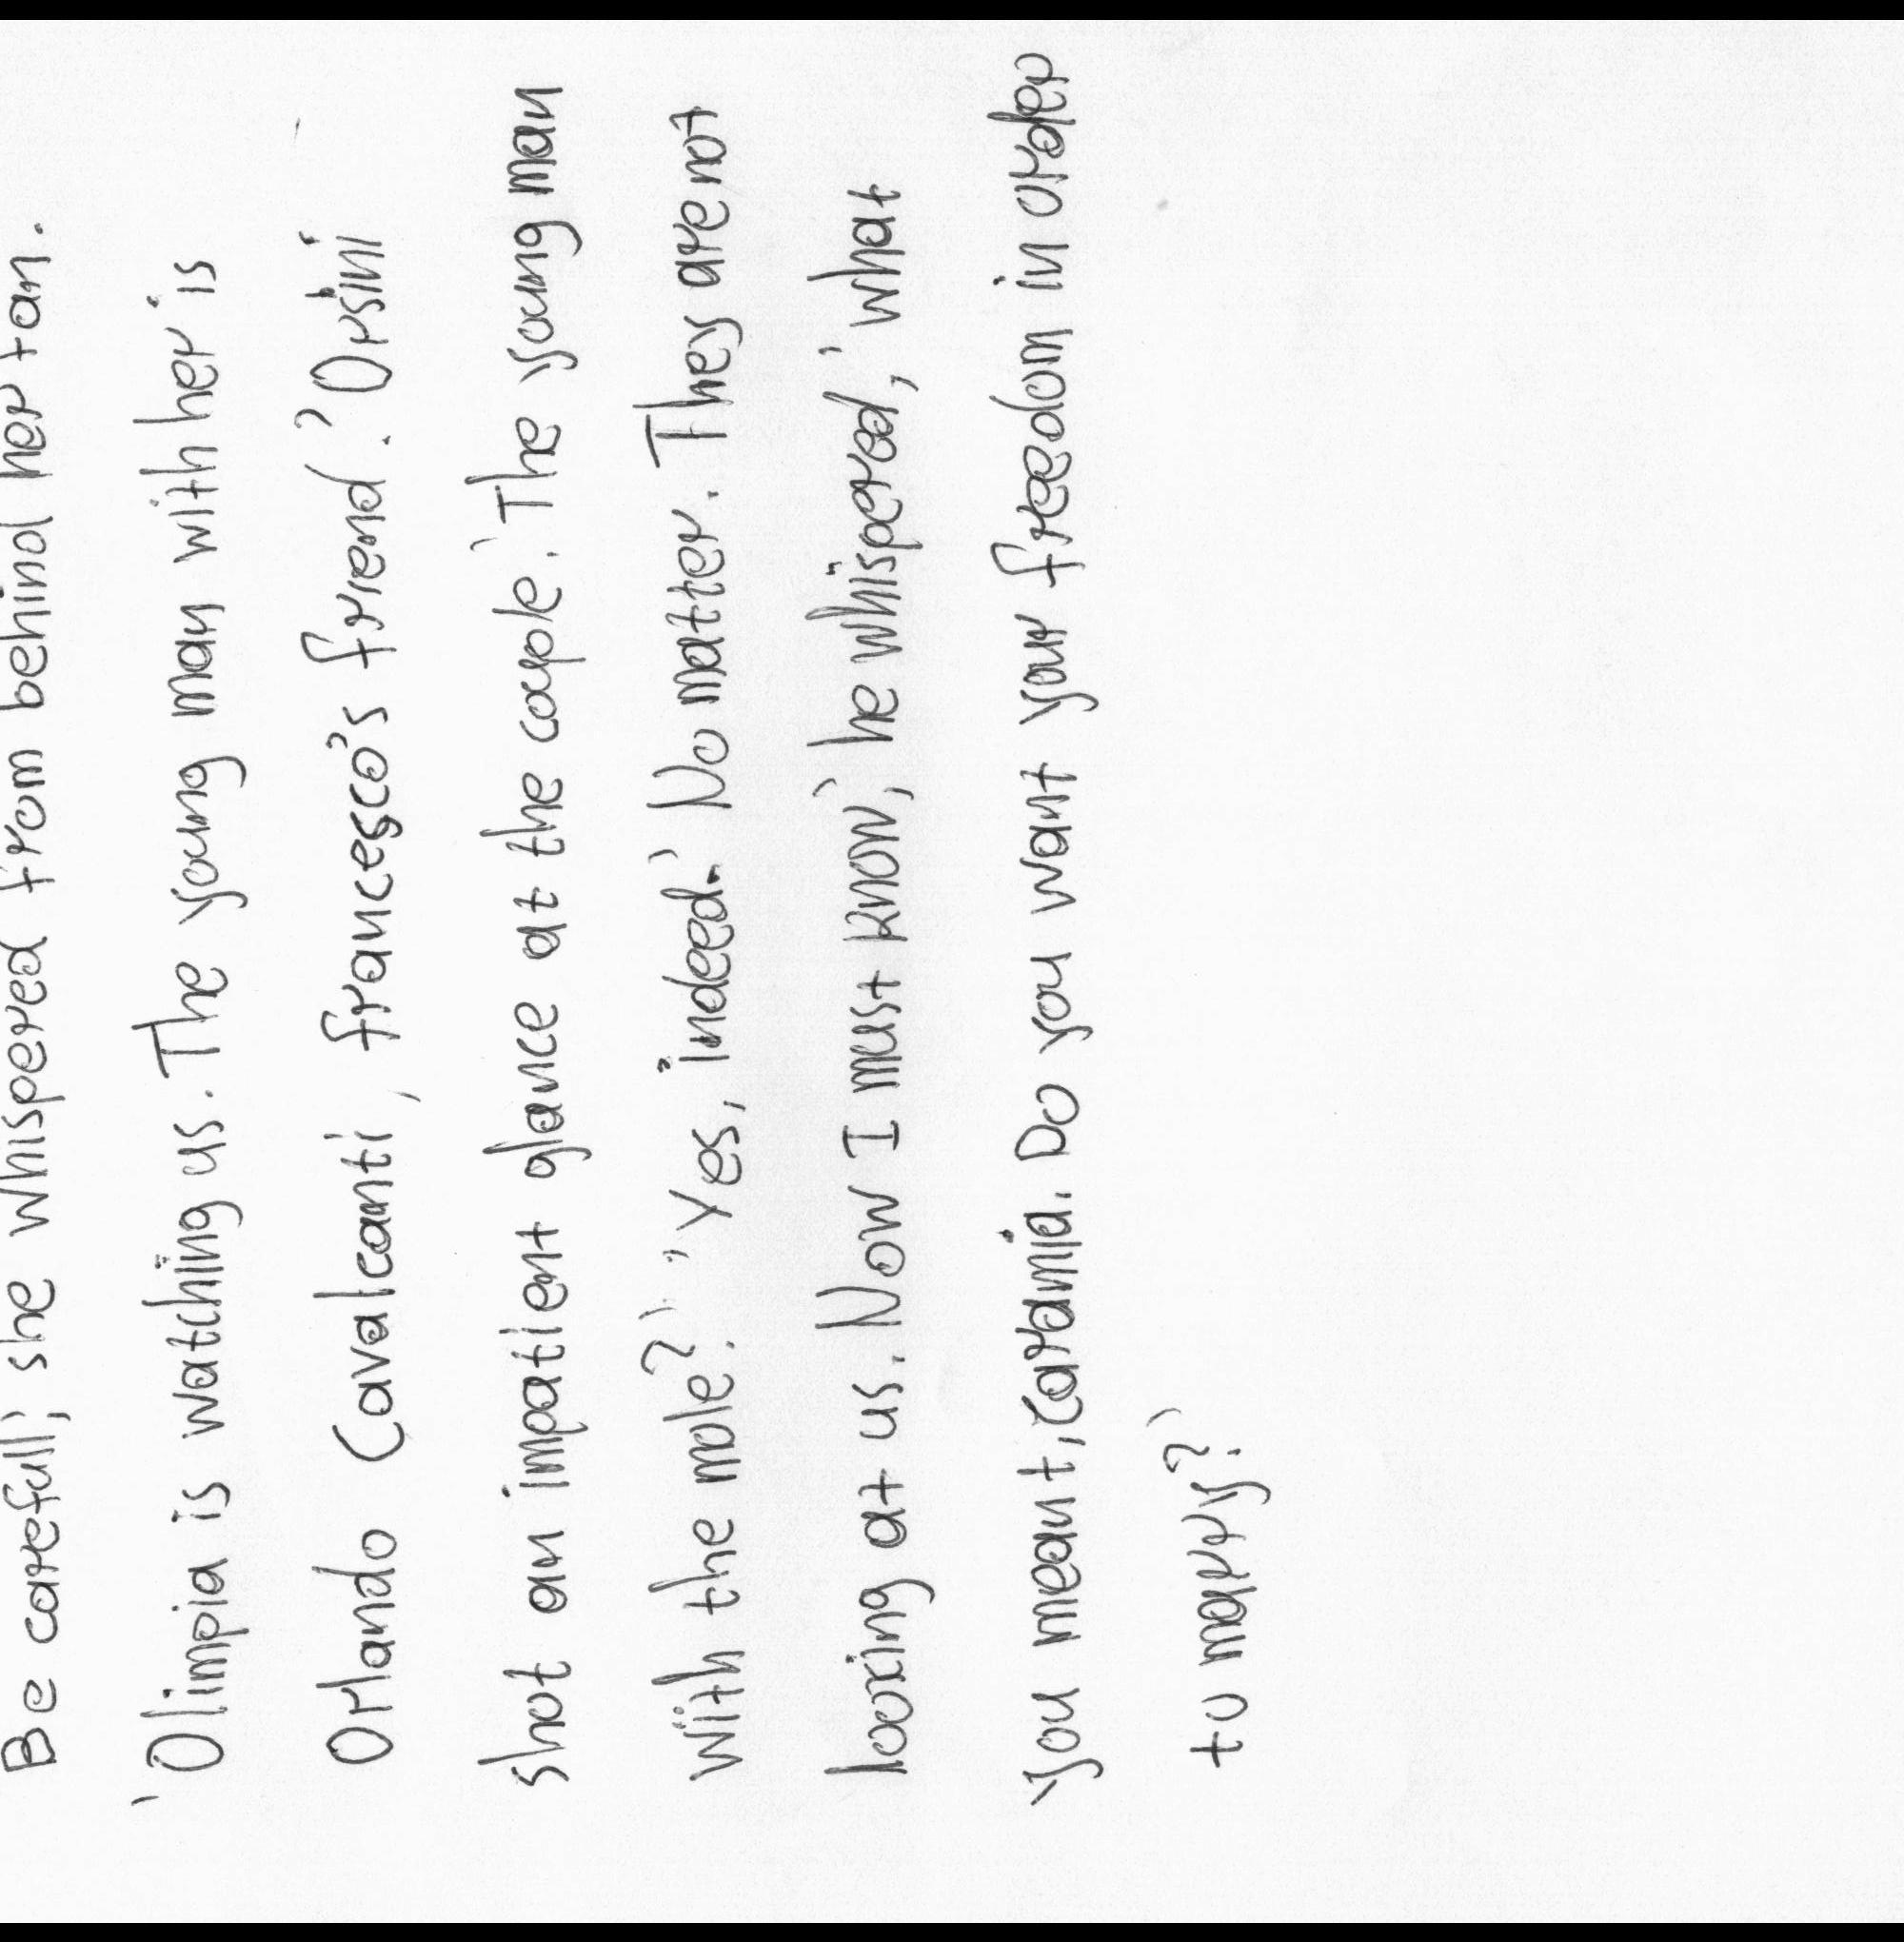 Be careful', she whispered from behind her fan.
'Olimpia is watching us. The young man with her is
Orlando Cavalcanti, Francesco's friend.' Orsini
shot an impatient glance at the couple. 'The young man
with the mole?' 'Yes, indeed.' No matter. They are not
looking at us. Now I must know,' he whispered, 'what
you meant, Carania. Do you want your freedom in order
to marry?'